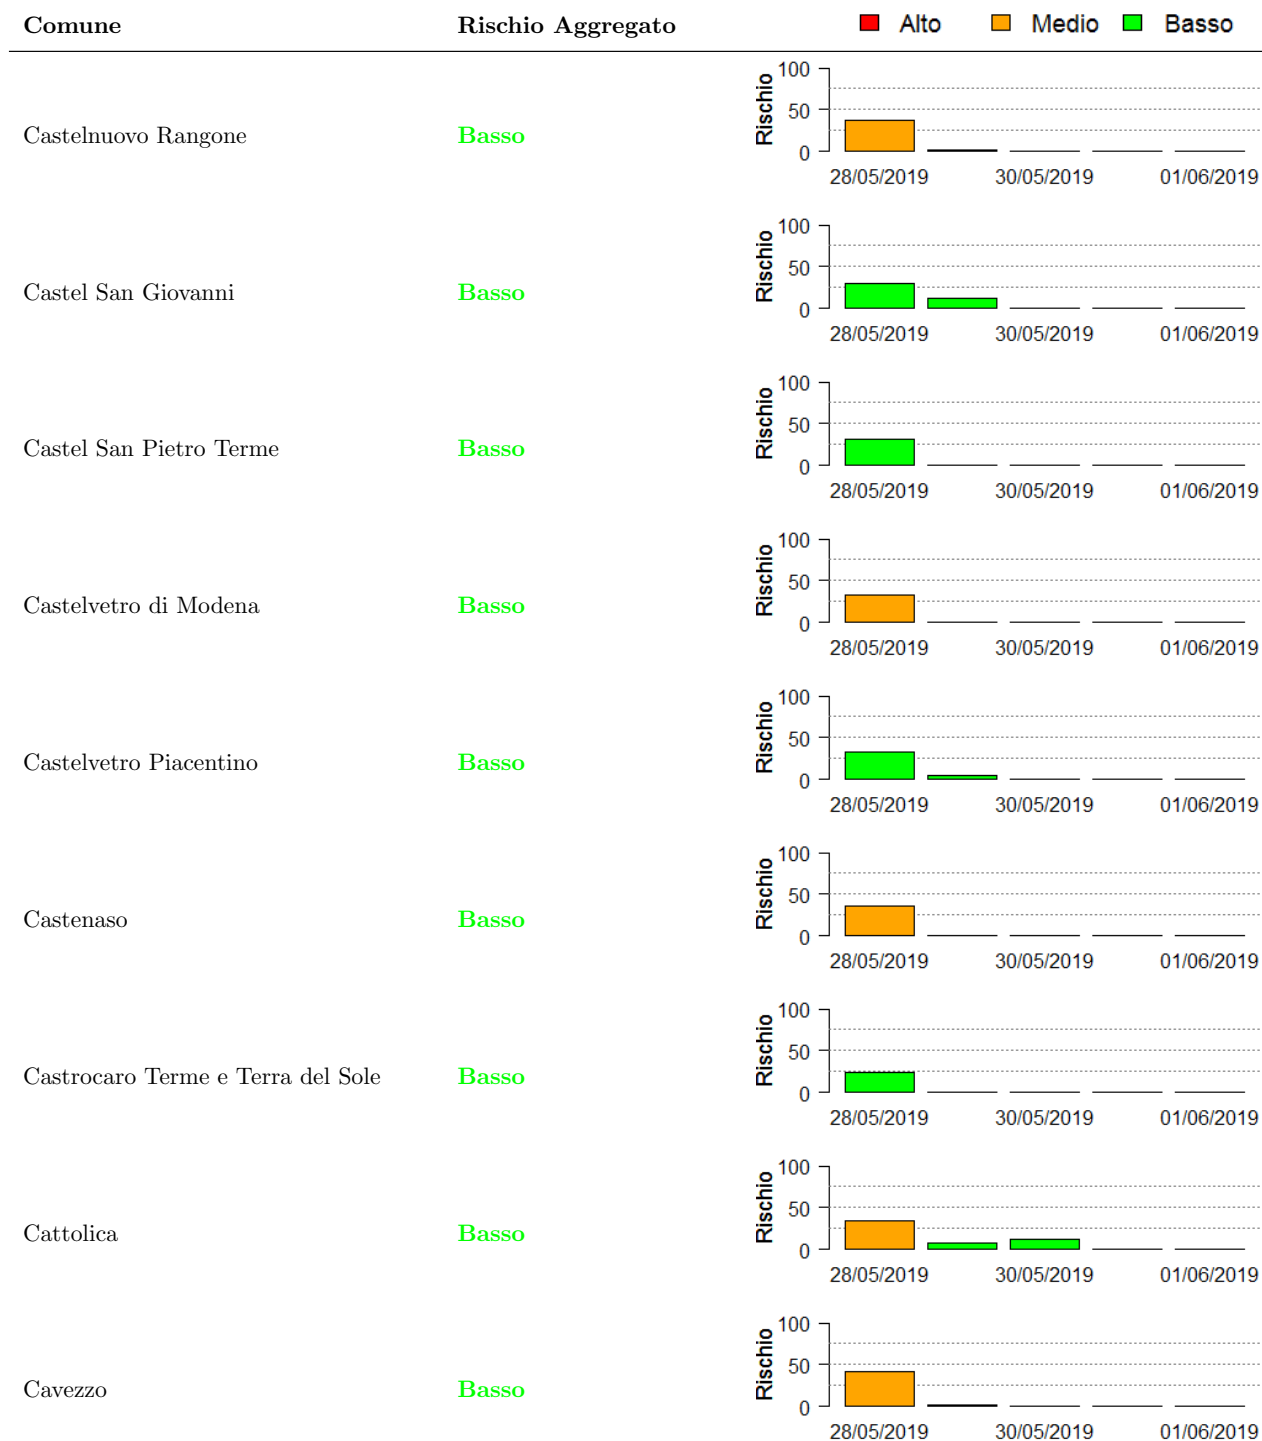 Comune Rischio Aggregato Alto Medio Basso
100
50
0
Rischio
Castelnuovo Rangone Basso
28/05/2019 30/05/2019 01/06/2019
100
50
0
Rischio
Castel San Giovanni Basso
28/05/2019 30/05/2019 01/06/2019
100
50
0
Rischio
Castel San Pietro Terme Basso
28/05/2019 30/05/2019 01/06/2019
100
50
0
Rischio
Castelvetro di Modena Basso
28/05/2019 30/05/2019 01/06/2019
100
50
0
Rischio
Castelvetro Piacentino Basso
28/05/2019 30/05/2019 01/06/2019
100
50
0
Rischio
Castenaso Basso
28/05/2019 30/05/2019 01/06/2019
100
50
0
Rischio
Castrocaro Terme e Terra del Sole Basso
28/05/2019 30/05/2019 01/06/2019
100
50
0
Rischio
Cattolica Basso
28/05/2019 30/05/2019 01/06/2019
100
50
0
Rischio
Cavezzo Basso
28/05/2019 30/05/2019 01/06/2019